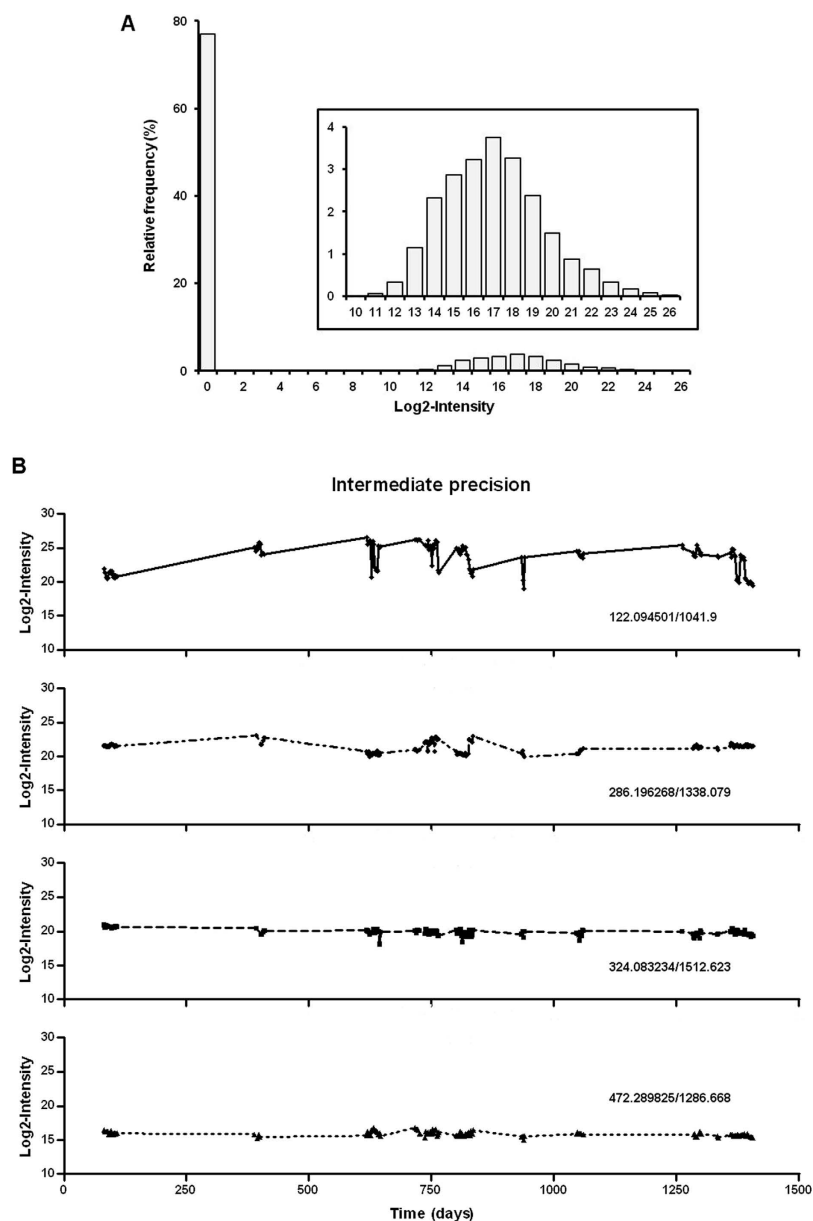 A
Relative frequency (%)
80
60
40
20
0
4
3
2
1
0
10 11 12 13 14 15 16 17 18 19 20 21 22 23 24 25 26
0 2 4 6 8 10 12 14 16 18 20 22 24 26
Log2-Intensity
B
Intermediate precision
Log2-Intensity
30
25
20
15
10
122.094501/1041.9
Log2-Intensity
30
25
20
15
10
286.196268/1338.079
Log2-Intensity
30
25
20
15
10
324.083234/1512.623
Log2-Intensity
30
25
20
15
10
472.289825/1286.668
0 250 500 750 1000 1250 1500
Time (days)